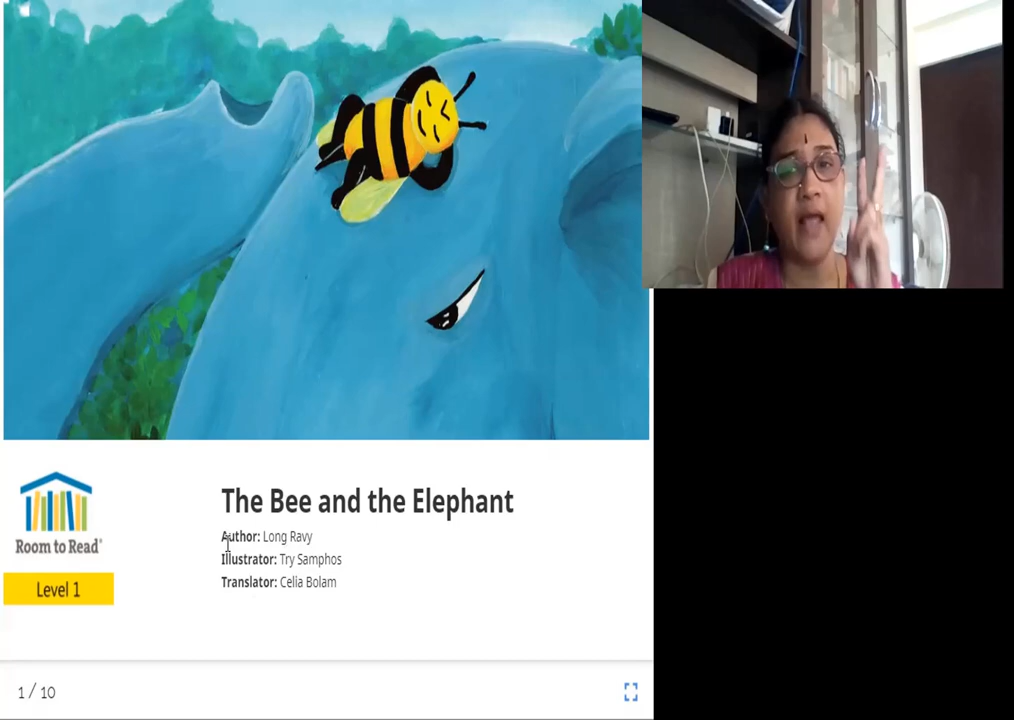 The Bee and the Elephant
Author: Long Ravy
Illustrator: Try Samphos
Translator: Celia Bolam
Room to Read®
Level 1
1 / 10